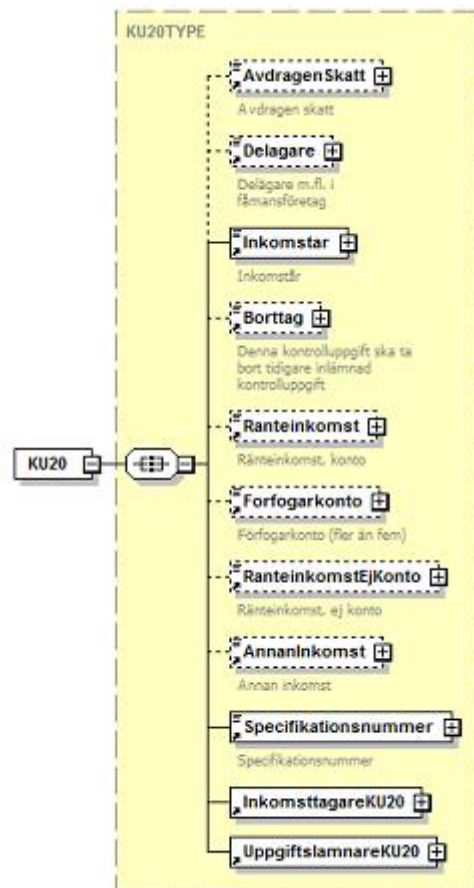 KU20TYPE
AvdragenSkatt
Avdragen skatt
Delagare
Delägare m.fl. i
fåmansföretag
Inkomstar
Inkomstår
Borttag
Denna kontrolluppgift ska ta
bort tidigare inlämnad
kontrolluppgift
Ranteinkomst
Ränteinkomst, konto
KU20
Forfogarkonto
Förfogarkonto (fler än fem)
RanteinkomstEjKonto
Ränteinkomst, ej konto
AnnanInkomst
Annan inkomst
Specifikationsnummer
Specifikationsnummer
InkomsttagareKU20
UppgiftslamnareKU20